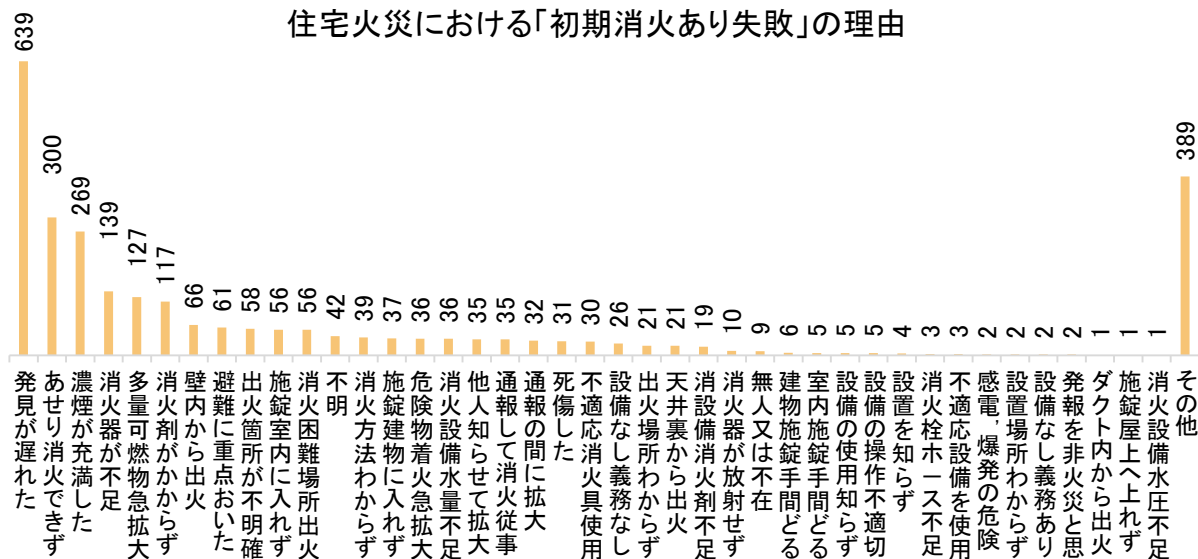 住宅火災における「初期消火あり失敗」の理由
639
300
269
139
127
117
66
61
58
56
56
42
39
37
36
36
35
35
32
31
30
26
21
21
19
10
9
6
5
5
5
4
3
3
2
2
2
2
1
1
1
389
発見が遅れた
あせり消火できず
濃煙が充満した
消火器が不足
多量可燃物急拡大
消火剤がかからず
壁内から出火
避難に重点おいた
出火箇所が不明確
施錠室内に入れず
消火困難場所出火
不明
消火方法わからず
施錠建物に入れず
危険物着火急拡大
消火設備水量不足
他人知らせて拡大
通報して消火従事
通報の間に拡大
死傷した
不適応消火具使用
設備なし義務なし
出火場所わからず
天井裏から出火
消設備消火剤不足
消火器が放射せず
無人又は不在
建物施錠手間どる
室内施錠手間どる
設備の使用知らず
設備の操作不適切
設置を知らず
消火栓ホース不足
不適応設備を使用
感電，爆発の危険
設置場所わからず
設備なし義務あり
発報を非火災と思
ダクト内から出火
施錠屋上へ上れず
消火設備水圧不足
その他